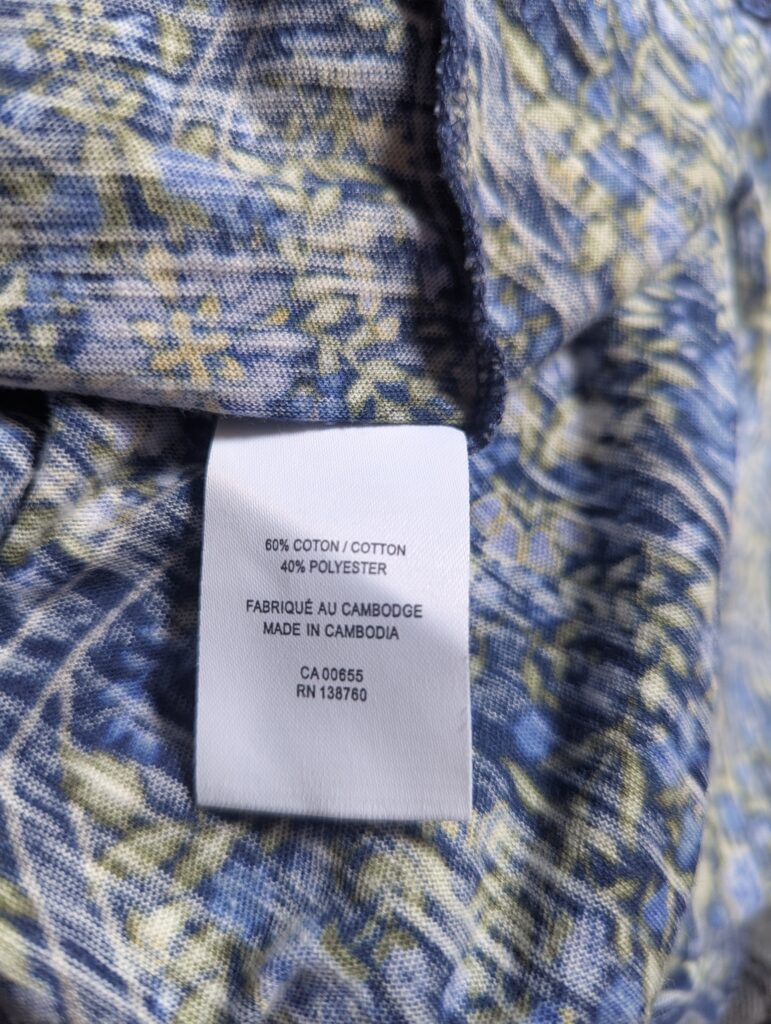 60% COTON / COTTON
40% POLYESTER
FABRIQUÉ AU CAMBODGE
MADE IN CAMBODIA
CA 00655
RN 138760